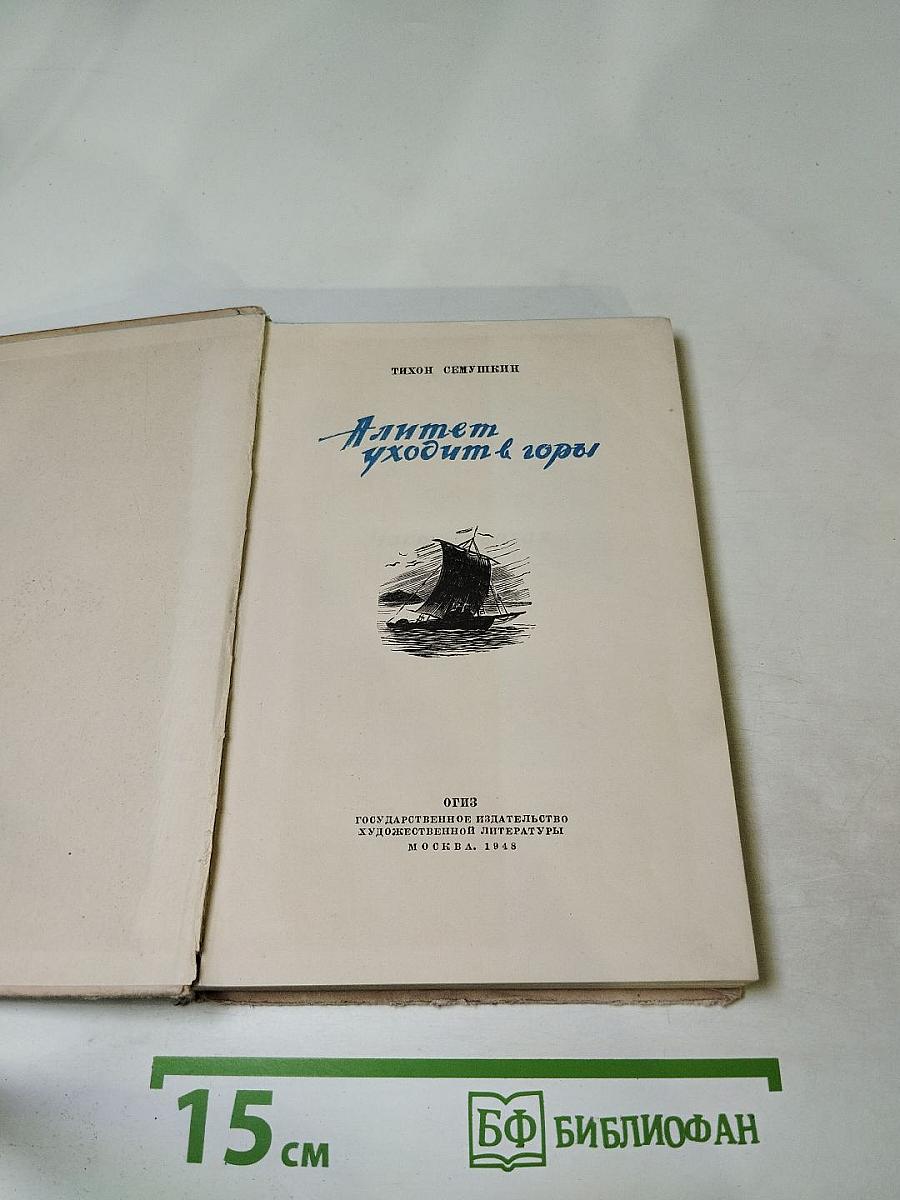 ТИХОН СЕМУШКИН
Алитет
уходит в горы
ОГИЗ
ГОСУДАРСТВЕННОЕ ИЗДАТЕЛЬСТВО
ХУДОЖЕСТВЕННОЙ ЛИТЕРАТУРЫ
МОСКВА. 1948
15 см
БФ БИБЛИОФАН